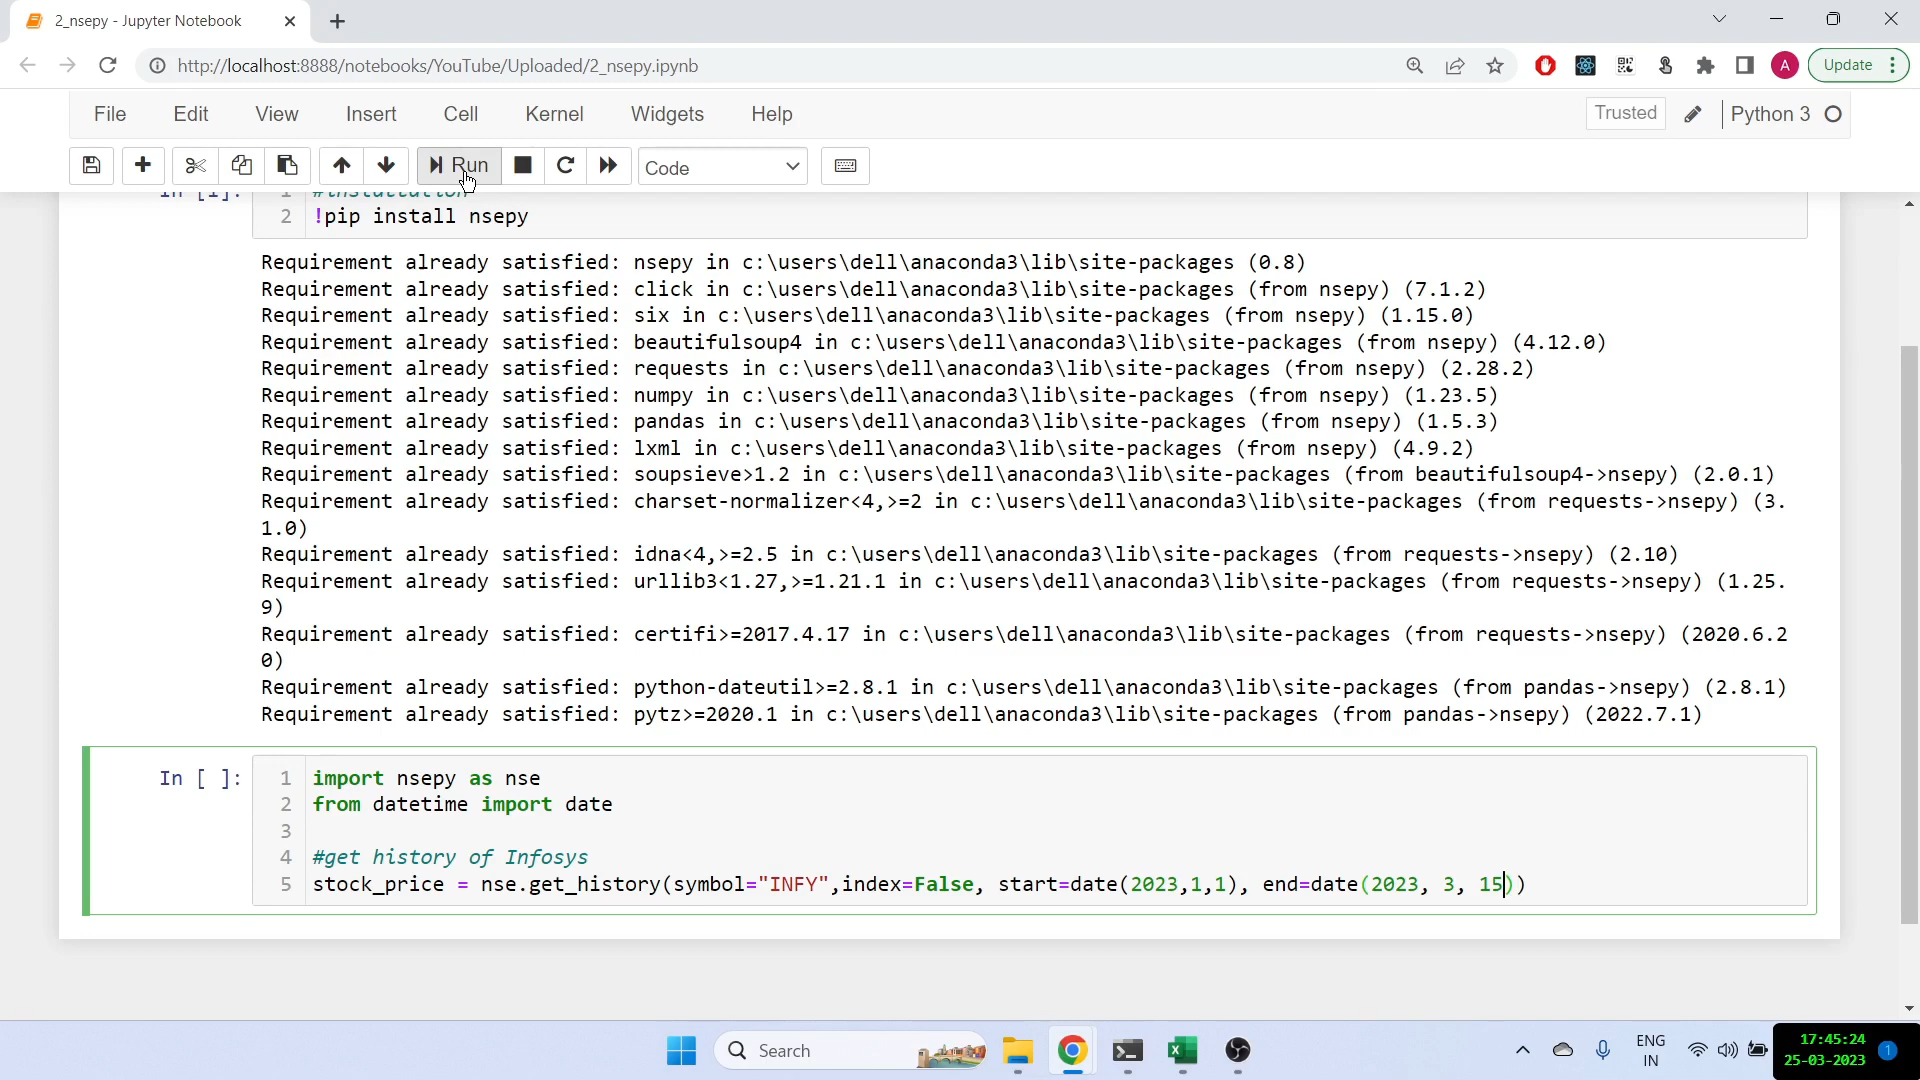 2_nsepy - Jupyter Notebook
http://localhost:8888/notebooks/YouTube/Uploaded/2_nsepy.ipynb
A
Update
File Edit View Insert Cell Kernel Widgets Help
Trusted
Python 3
Run
Code
In [1]:
1 #installation
2 !pip install nsepy
Requirement already satisfied: nsepy in c:\users\dell\anaconda3\lib\site-packages (0.8)
Requirement already satisfied: click in c:\users\dell\anaconda3\lib\site-packages (from nsepy) (7.1.2)
Requirement already satisfied: six in c:\users\dell\anaconda3\lib\site-packages (from nsepy) (1.15.0)
Requirement already satisfied: beautifulsoup4 in c:\users\dell\anaconda3\lib\site-packages (from nsepy) (4.12.0)
Requirement already satisfied: requests in c:\users\dell\anaconda3\lib\site-packages (from nsepy) (2.28.2)
Requirement already satisfied: numpy in c:\users\dell\anaconda3\lib\site-packages (from nsepy) (1.23.5)
Requirement already satisfied: pandas in c:\users\dell\anaconda3\lib\site-packages (from nsepy) (1.5.3)
Requirement already satisfied: lxml in c:\users\dell\anaconda3\lib\site-packages (from nsepy) (4.9.2)
Requirement already satisfied: soupsieve>1.2 in c:\users\dell\anaconda3\lib\site-packages (from beautifulsoup4->nsepy) (2.0.1)
Requirement already satisfied: charset-normalizer<4,>=2 in c:\users\dell\anaconda3\lib\site-packages (from requests->nsepy) (3.
1.0)
Requirement already satisfied: idna<4,>=2.5 in c:\users\dell\anaconda3\lib\site-packages (from requests->nsepy) (2.10)
Requirement already satisfied: urllib3<1.27,>=1.21.1 in c:\users\dell\anaconda3\lib\site-packages (from requests->nsepy) (1.25.
9)
Requirement already satisfied: certifi>=2017.4.17 in c:\users\dell\anaconda3\lib\site-packages (from requests->nsepy) (2020.6.2
0)
Requirement already satisfied: python-dateutil>=2.8.1 in c:\users\dell\anaconda3\lib\site-packages (from pandas->nsepy) (2.8.1)
Requirement already satisfied: pytz>=2020.1 in c:\users\dell\anaconda3\lib\site-packages (from pandas->nsepy) (2022.7.1)
In [ ]:
1 import nsepy as nse
2 from datetime import date
3
4 #get history of Infosys
5 stock_price = nse.get_history(symbol="INFY",index=False, start=date(2023,1,1), end=date(2023, 3, 15))
Search
ENG
IN
17:45:24
25-03-2023
1